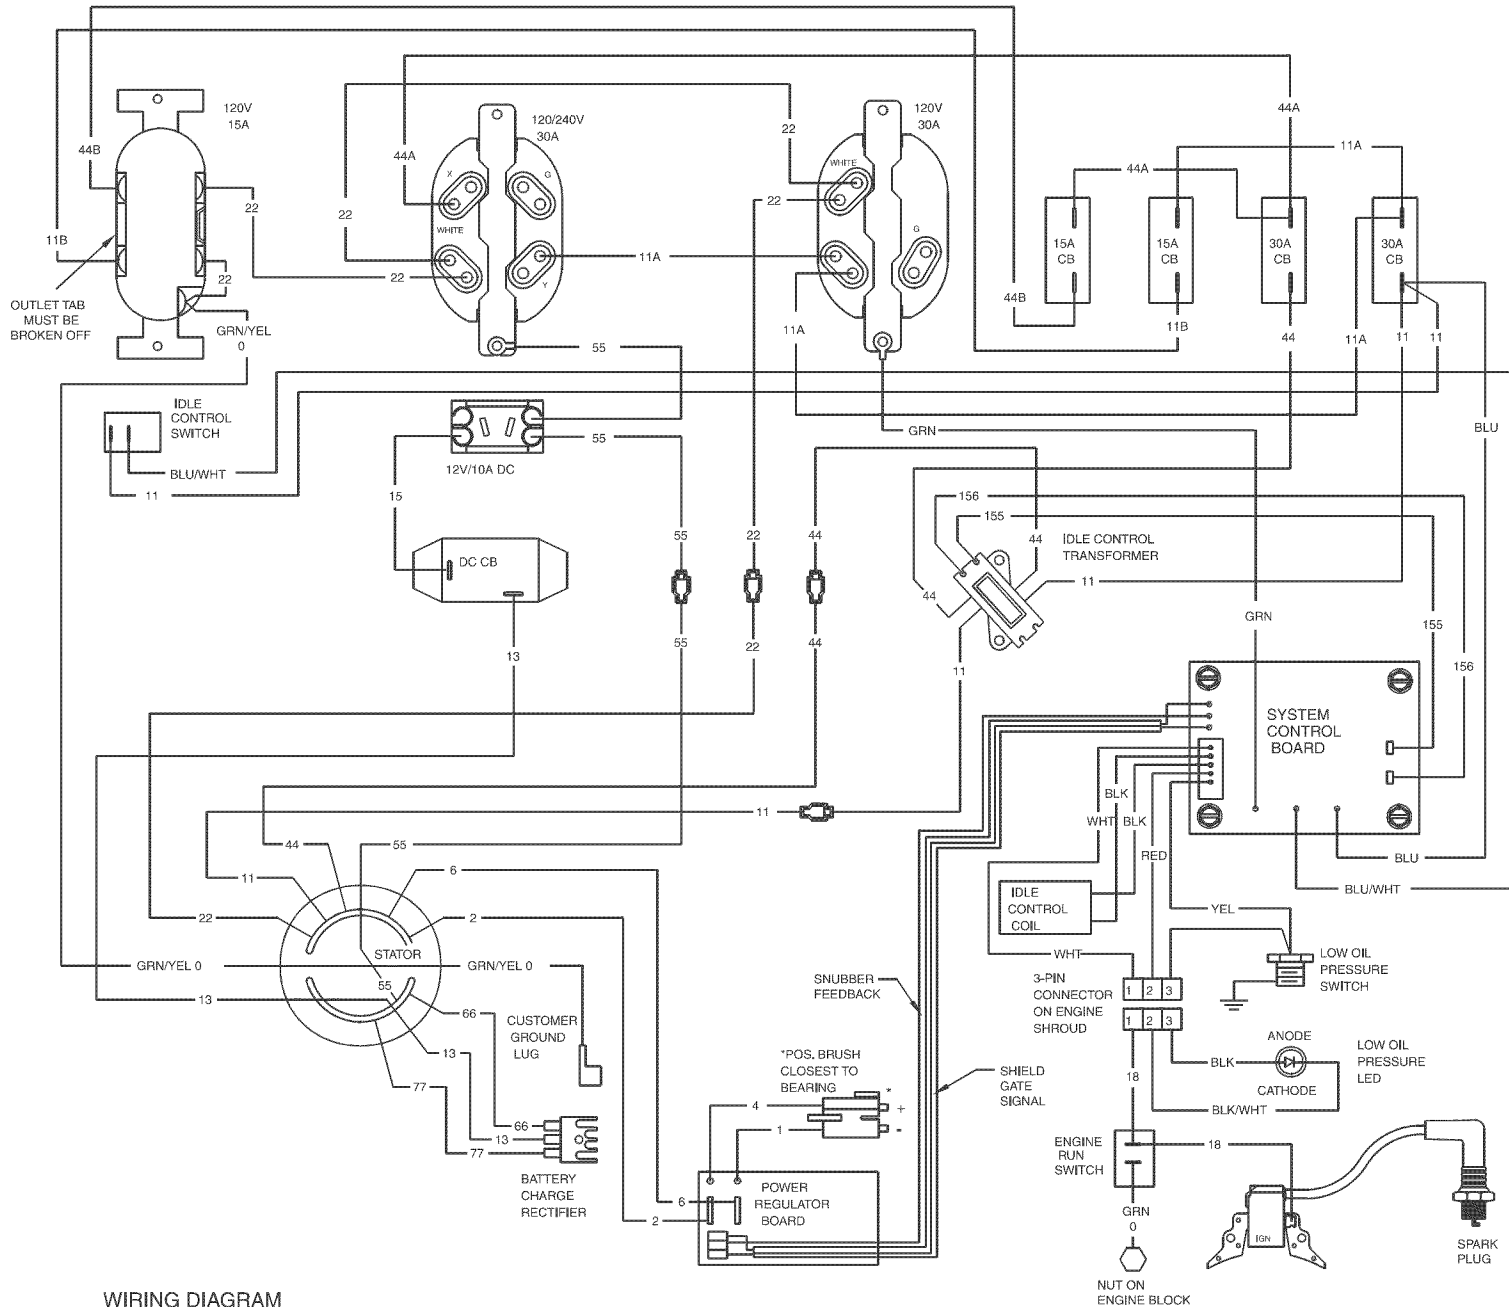 120V
15A
44B
22
11B
22
OUTLET TAB
MUST BE
BROKEN OFF
GRN/YEL
0
120/240V
30A
44A
X
G
WHITE
Y
22
22
11A
55
120V
30A
22
WHITE
22
G
11A
44A
11A
44A
15A
CB
15A
CB
30A
CB
30A
CB
44B
11B
44
11A
11
11
BLU
IDLE
CONTROL
SWITCH
BLU/WHT
11
12V/10A DC
55
15
DC CB
13
GRN
156
155
44
IDLE CONTROL
TRANSFORMER
11
44
11
55
22
44
55
22
44
GRN
155
156
SYSTEM
CONTROL
BOARD
11
BLK
WHT
BLK
RED
BLU
BLU/WHT
YEL
44
55
6
11
22
2
STATOR
GRN/YEL 0
GRN/YEL 0
55
13
66
13
77
66
13
77
CUSTOMER
GROUND
LUG
BATTERY
CHARGE
RECTIFIER
IDLE
CONTROL
COIL
WHT
3-PIN
CONNECTOR
ON ENGINE
SHROUD
1 2 3
1 2 3
LOW OIL
PRESSURE
SWITCH
SNUBBER
FEEDBACK
*POS. BRUSH
CLOSEST TO
BEARING
*
+
-
4
1
SHIELD
GATE
SIGNAL
ANODE
CATHODE
LOW OIL
PRESSURE
LED
BLK
BLK/WHT
18
ENGINE
RUN
SWITCH
18
GRN
0
NUT ON
ENGINE BLOCK
IGN
SPARK
PLUG
POWER
REGULATOR
BOARD
6
2
WIRING DIAGRAM